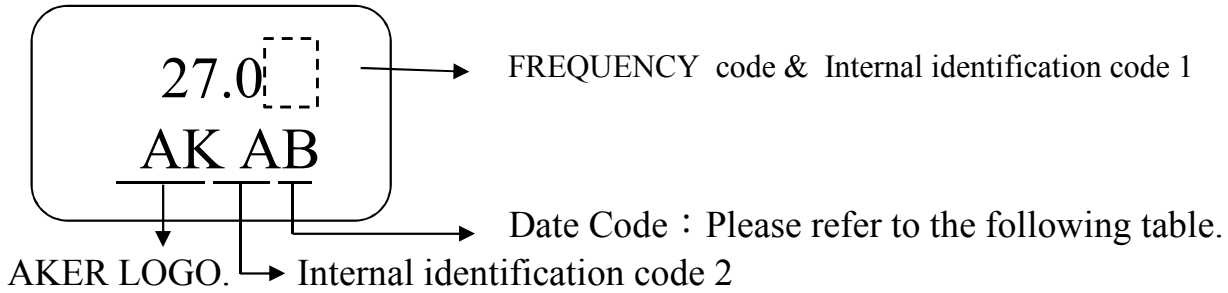 27.0
FREQUENCY code & Internal identification code 1
AK AB
Date Code：Please refer to the following table.
AKER LOGO.
Internal identification code 2